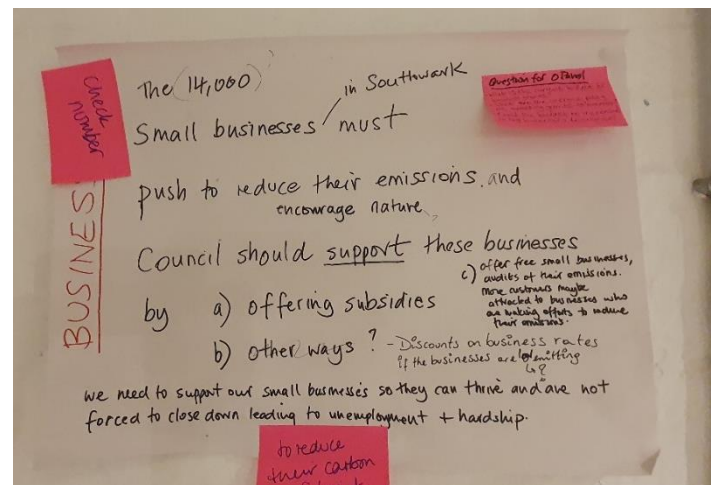 check
number
BUSINESS
The (14,000)
in Southwark
Small businesses must
push to reduce their emissions and
encourage nature
Council should support these businesses
by a) offering subsidies
b) other ways? - Discounts on business rates
if the businesses are low emitting
c) offer free small businesses,
audits of their emissions.
more customers maybe
attracted to businesses who
are making efforts to reduce
their emissions.
we need to support our small businesses so they can thrive and are not
forced to close down leading to unemployment + hardship.
Question for
to reduce
their carbon